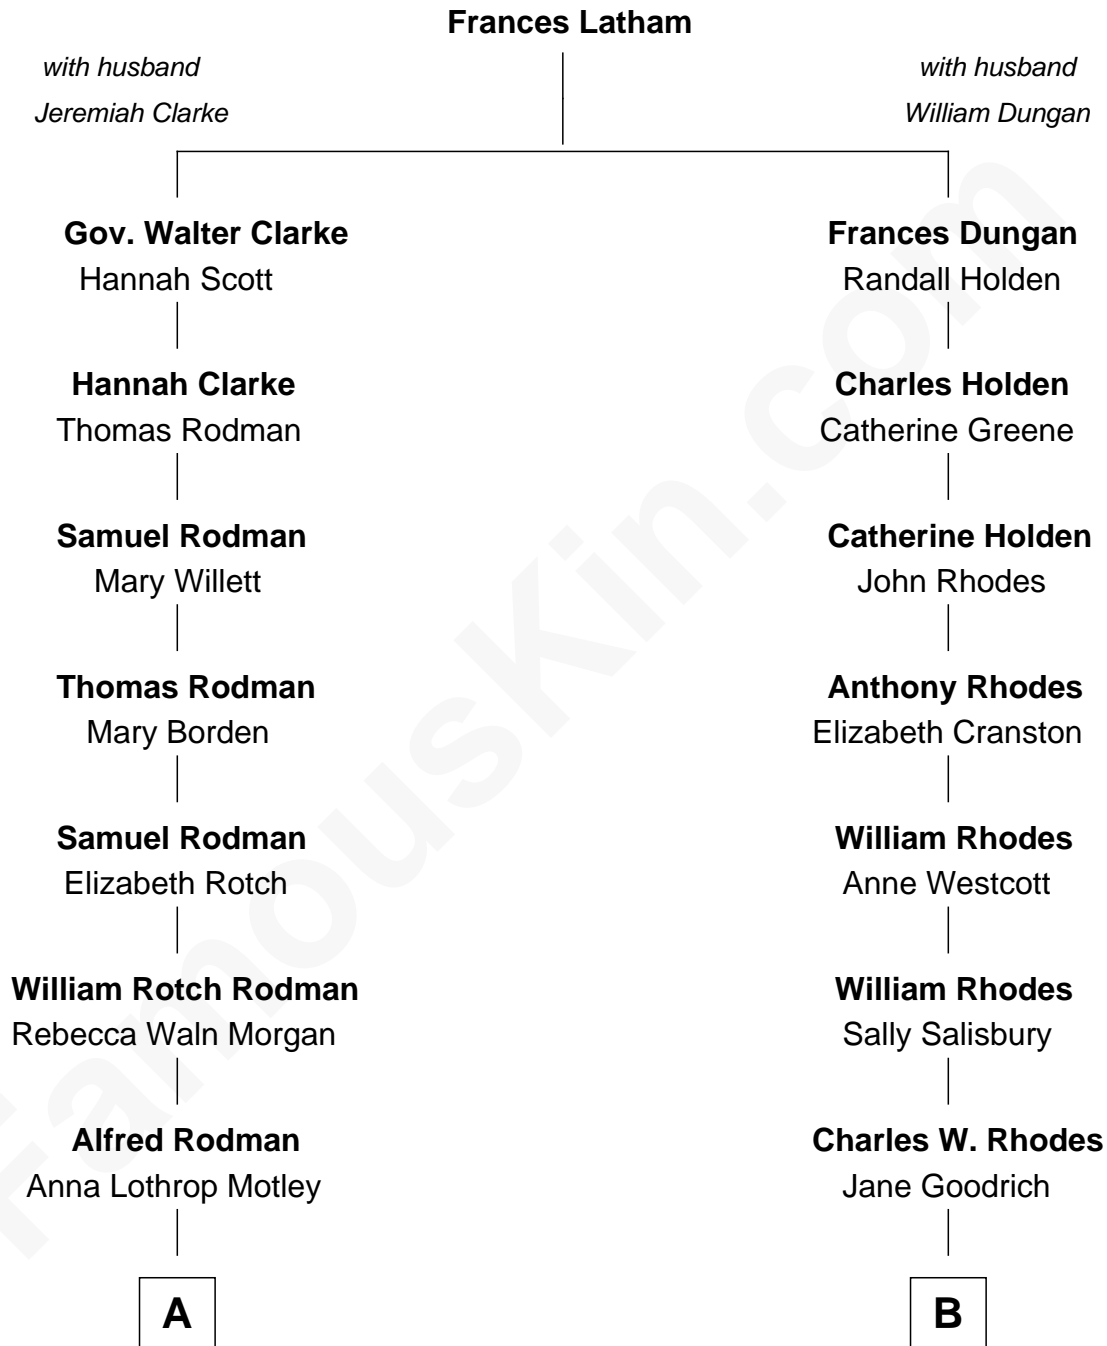 Frances Latham
with husband
Jeremiah Clarke
with husband
William Dungan
Gov. Walter Clarke
Hannah Scott
Frances Dungan
Randall Holden
Hannah Clarke
Thomas Rodman
Charles Holden
Catherine Greene
Samuel Rodman
Mary Willett
Catherine Holden
John Rhodes
Thomas Rodman
Mary Borden
Anthony Rhodes
Elizabeth Cranston
Samuel Rodman
Elizabeth Rotch
William Rhodes
Anne Westcott
William Rotch Rodman
Rebecca Waln Morgan
William Rhodes
Sally Salisbury
Alfred Rodman
Anna Lothrop Motley
Charles W. Rhodes
Jane Goodrich
A
B
FamousKin.com